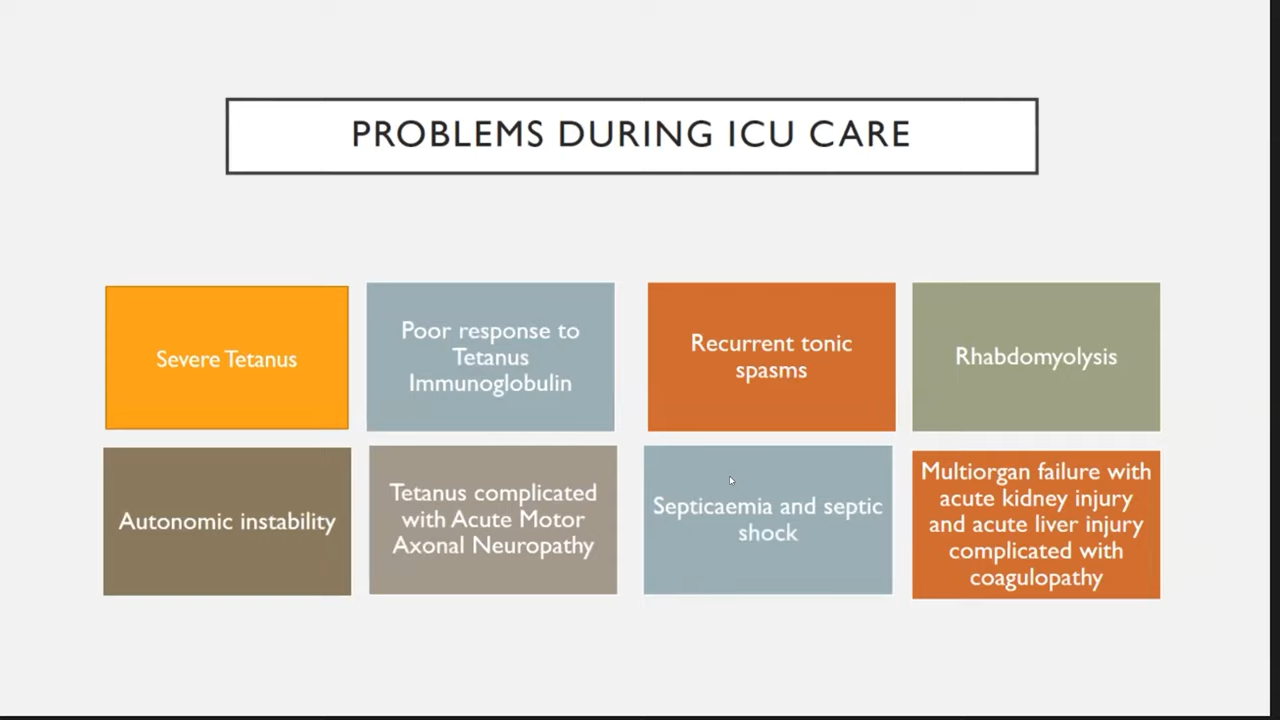 PROBLEMS DURING ICU CARE
Severe Tetanus
Poor response to
Tetanus
Immunoglobulin
Recurrent tonic
spasms
Rhabdomyolysis
Autonomic instability
Tetanus complicated
with Acute Motor
Axonal Neuropathy
Septicaemia and septic
shock
Multiorgan failure with
acute kidney injury
and acute liver injury
complicated with
coagulopathy